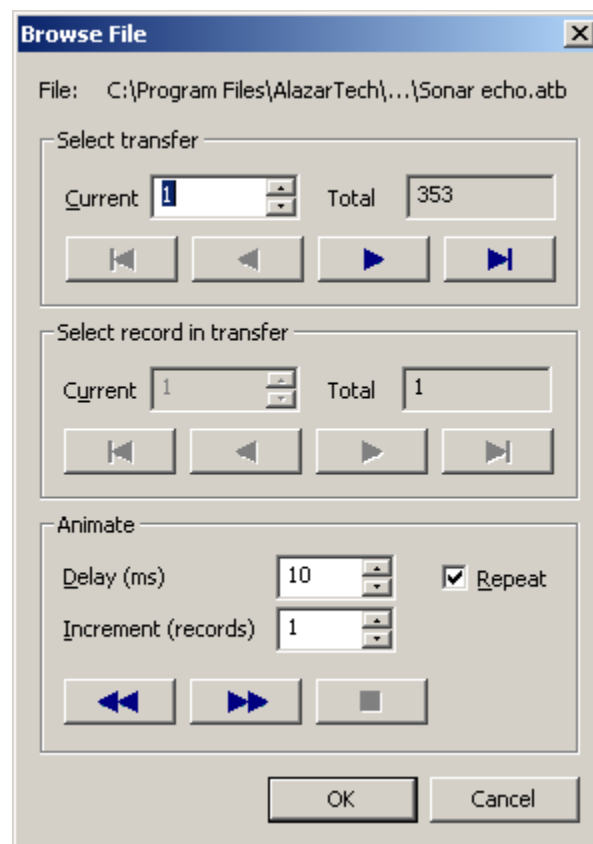 Browse File
File: C:\Program Files\AlazarTech\...\Sonar echo.atb
Select transfer
Current 1 Total 353
Select record in transfer
Current 1 Total 1
Animate
Delay (ms) 10 Repeat
Increment (records) 1
OK Cancel